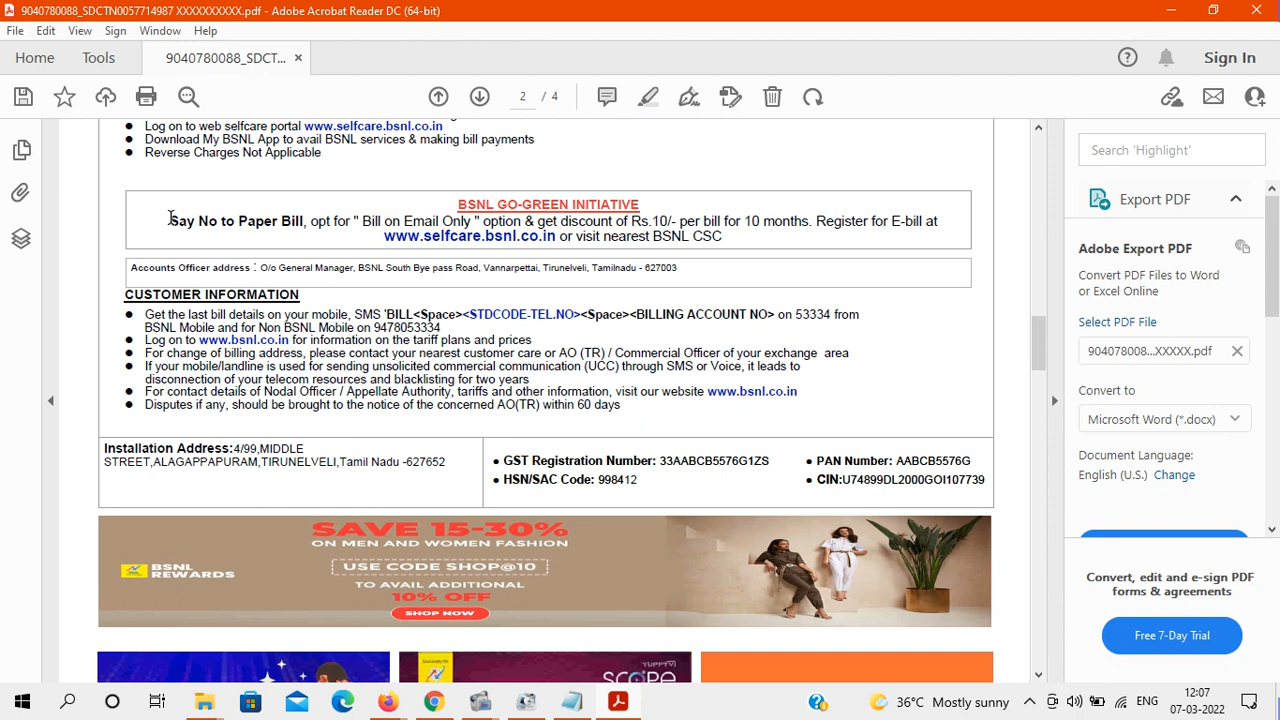 9040780088_SDCTN0057714987 XXXXXXXXXX.pdf - Adobe Acrobat Reader DC (64-bit)
File Edit View Sign Window Help
Home Tools 9040780088_SDCT... × Sign In
2 / 4
Log on to web selfcare portal www.selfcare.bsnl.co.in
Download My BSNL App to avail BSNL services & making bill payments
Reverse Charges Not Applicable
BSNL GO-GREEN INITIATIVE
Say No to Paper Bill, opt for " Bill on Email Only " option & get discount of Rs.10/- per bill for 10 months. Register for E-bill at
www.selfcare.bsnl.co.in or visit nearest BSNL CSC
Accounts Officer address : O/o General Manager, BSNL South Bye pass Road, Vannarpettai, Tirunelveli, Tamilnadu - 627003
CUSTOMER INFORMATION
Get the last bill details on your mobile, SMS 'BILL<Space><STDCODE-TEL.NO><Space><BILLING ACCOUNT NO> on 53334 from
BSNL Mobile and for Non BSNL Mobile on 9478053334
Log on to www.bsnl.co.in for information on the tariff plans and prices
For change of billing address, please contact your nearest customer care or AO (TR) / Commercial Officer of your exchange area
If your mobile/landline is used for sending unsolicited commercial communication (UCC) through SMS or Voice, it leads to
disconnection of your telecom resources and blacklisting for two years
For contact details of Nodal Officer / Appellate Authority, tariffs and other information, visit our website www.bsnl.co.in
Disputes if any, should be brought to the notice of the concerned AO(TR) within 60 days
Installation Address:4/99,MIDDLE
STREET,ALAGAPPAPURAM,TIRUNELVELI,Tamil Nadu -627652
GST Registration Number: 33AABCB5576G1ZS
PAN Number: AABCB5576G
HSN/SAC Code: 998412
CIN:U74899DL2000GOI107739
SAVE 15-30%
ON MEN AND WOMEN FASHION
USE CODE SHOP@10
TO AVAIL ADDITIONAL
10% OFF
SHOP NOW
BSNL
REWARDS
YUPPTV
SCOPE
Search 'Highlight'
Export PDF
Adobe Export PDF
Convert PDF Files to Word
or Excel Online
Select PDF File
904078008...XXXXX.pdf
Convert to
Microsoft Word (*.docx)
Document Language:
English (U.S.) Change
Convert, edit and e-sign PDF
forms & agreements
Free 7-Day Trial
36°C Mostly sunny
ENG
12:07
07-03-2022